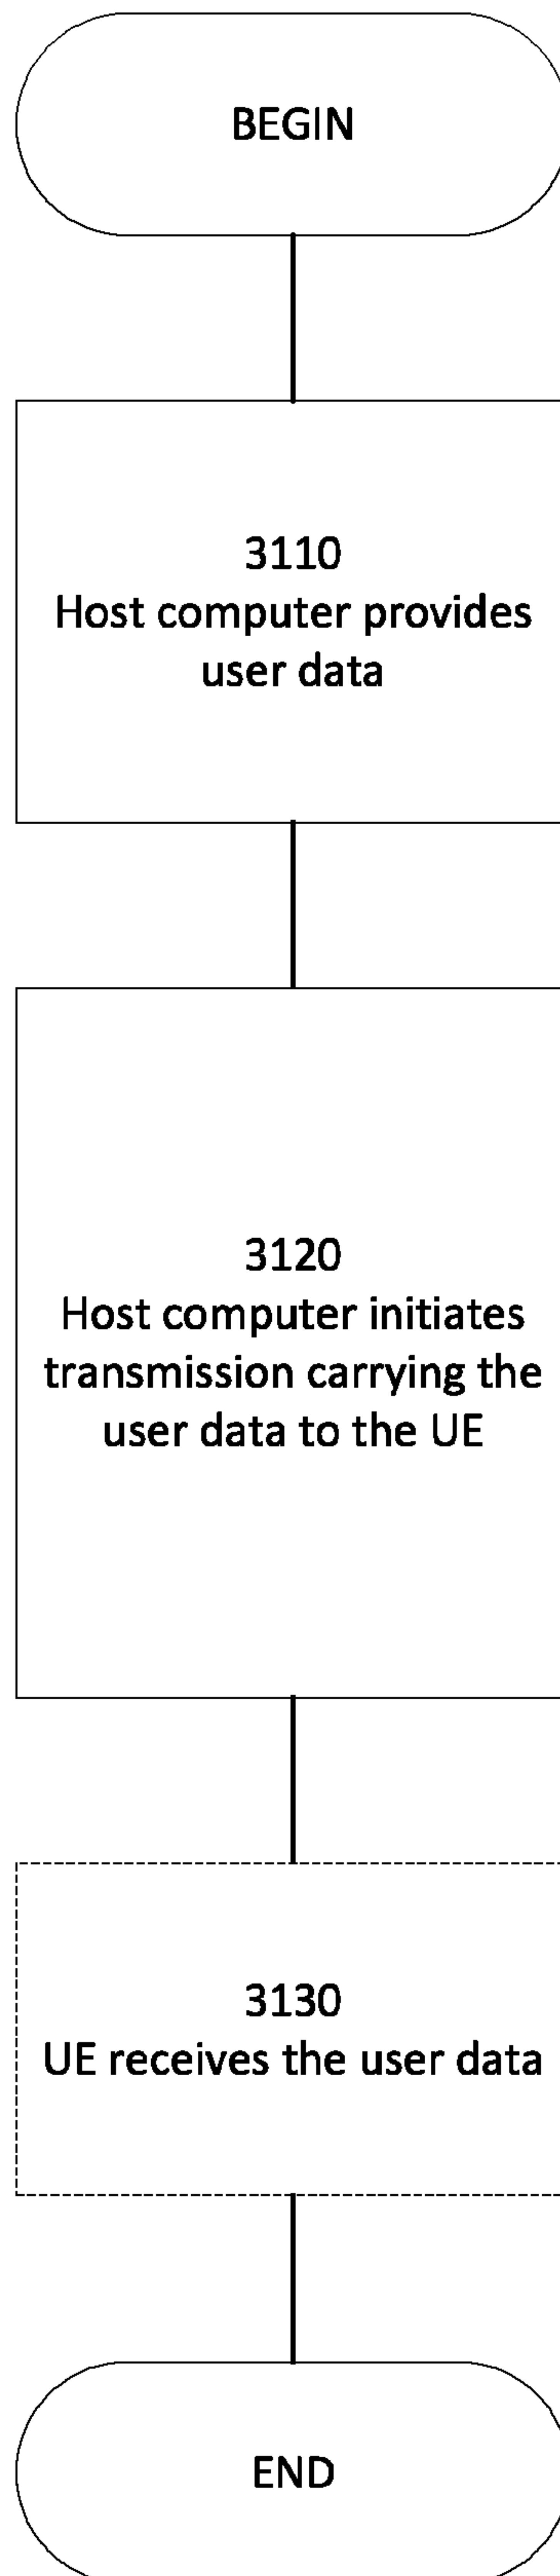 BEGIN
3110
Host computer provides
user data
3120
Host computer initiates
transmission carrying the
user data to the UE
3130
UE receives the user data
END